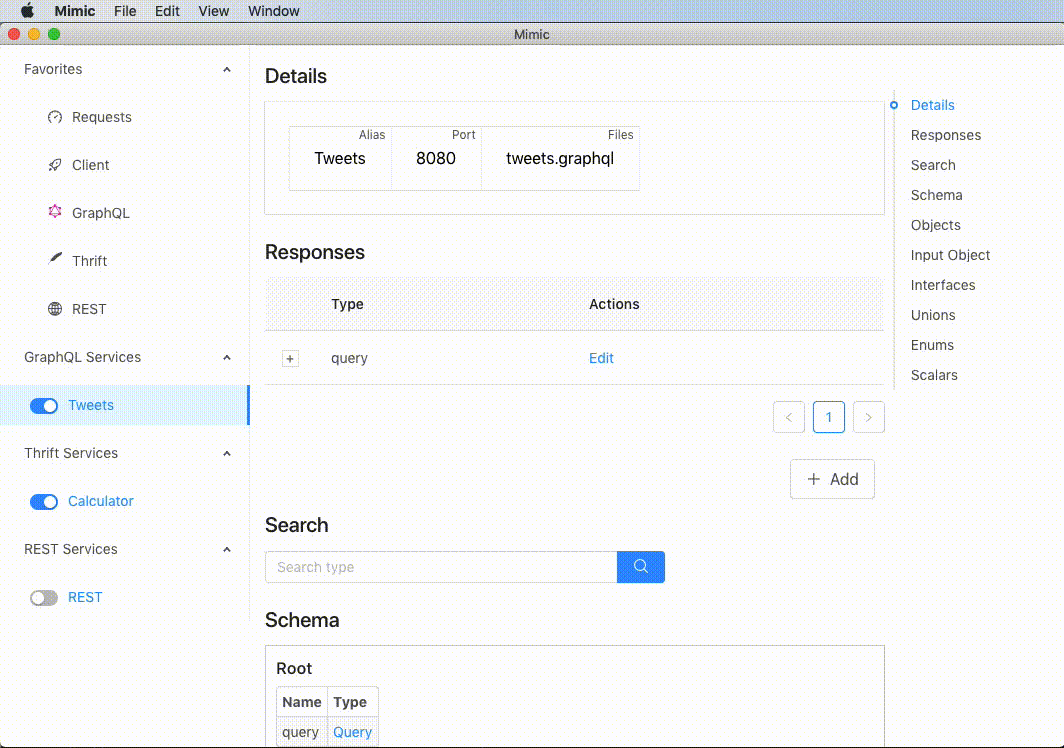 Mimic File Edit View Window
Mimic
Favorites
Requests
Client
GraphQL
Thrift
REST
GraphQL Services
Tweets
Thrift Services
Calculator
REST Services
REST
Details
Alias Port Files
Tweets 8080 tweets.graphql
Responses
Type Actions
+ query Edit
< 1 >
+ Add
Search
Search type
Schema
Root
Name Type
query Query
Details
Responses
Search
Schema
Objects
Input Object
Interfaces
Unions
Enums
Scalars